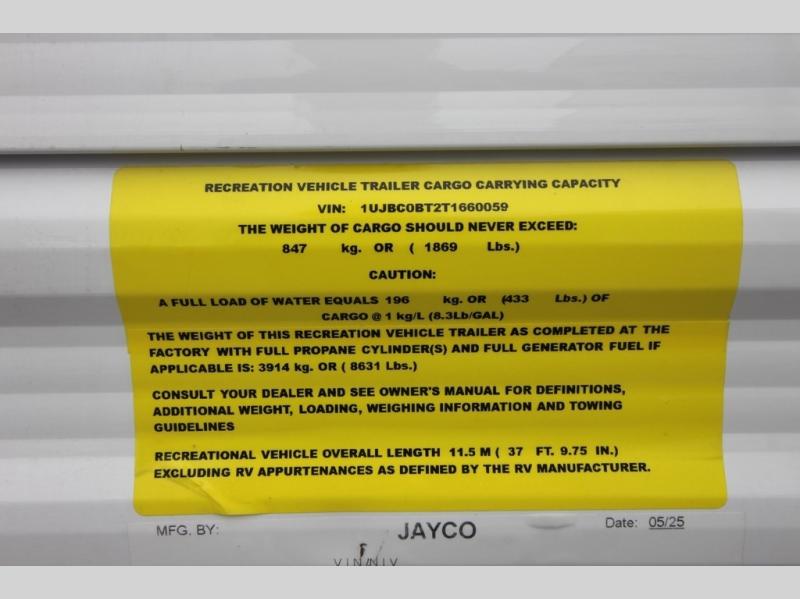 RECREATION VEHICLE TRAILER CARGO CARRYING CAPACITY
VIN: 1UJBC0BT2T1660059
THE WEIGHT OF CARGO SHOULD NEVER EXCEED:
847 kg. OR ( 1869 Lbs.)
CAUTION:
A FULL LOAD OF WATER EQUALS 196 kg. OR (433 Lbs.) OF
CARGO @ 1 kg/L (8.3Lb/GAL)
THE WEIGHT OF THIS RECREATION VEHICLE TRAILER AS COMPLETED AT THE
FACTORY WITH FULL PROPANE CYLINDER(S) AND FULL GENERATOR FUEL IF
APPLICABLE IS: 3914 kg. OR ( 8631 Lbs.)
CONSULT YOUR DEALER AND SEE OWNER'S MANUAL FOR DEFINITIONS,
ADDITIONAL WEIGHT, LOADING, WEIGHING INFORMATION AND TOWING
GUIDELINES
RECREATIONAL VEHICLE OVERALL LENGTH 11.5 M ( 37 FT. 9.75 IN.)
EXCLUDING RV APPURTENANCES AS DEFINED BY THE RV MANUFACTURER.
MFG. BY: JAYCO Date: 05/25
VIN/NIV